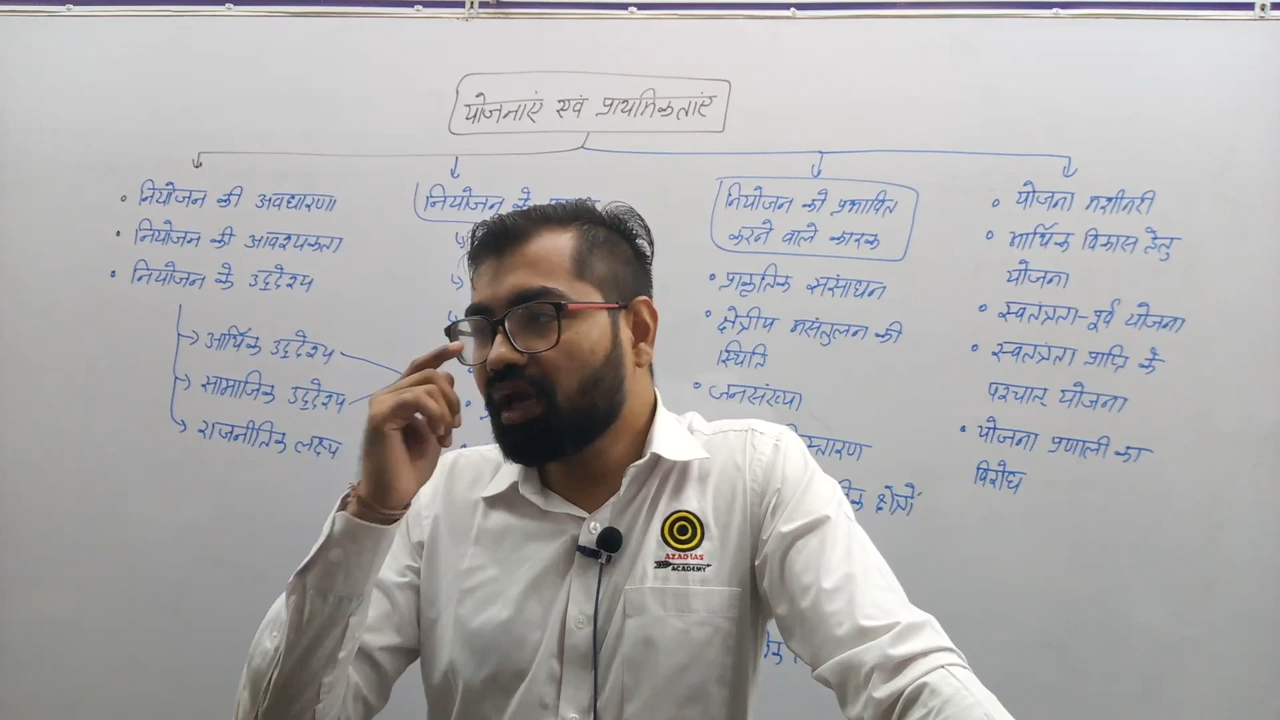 योजनाएं एवं प्राथमिकताएं
• नियोजन की अवधारणा
• नियोजन की आवश्यकता
• नियोजन के उद्देश्य
→ आर्थिक उद्देश्य
→ सामाजिक उद्देश्य
→ राजनीतिक लक्ष्य
नियोजन के
नियोजन को प्रभावित
करने वाले कारक
• प्राकृतिक संसाधन
• क्षेत्रीय असंतुलन की
स्थिति
• जनसंख्या
क्षेत्रों
• योजना मशीनरी
• आर्थिक विकास हेतु
योजना
• स्वतंत्रता-पूर्व योजना
• स्वतंत्रता प्राप्ति के
पश्चात् योजना
• योजना प्रणाली का
विरोध
AZAD IAS
ACADEMY